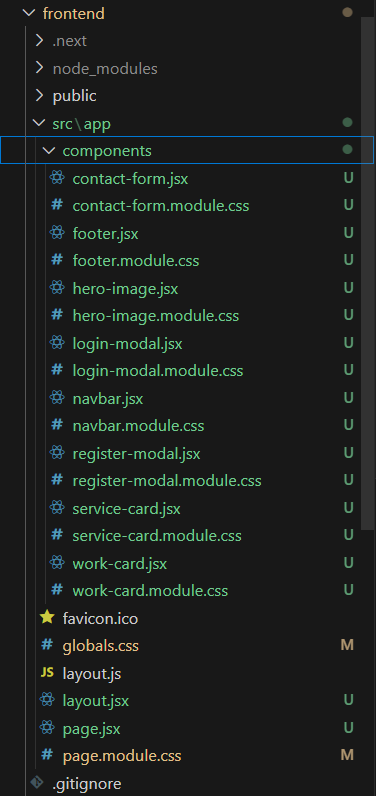 frontend
.next
node_modules
public
src\app
components
contact-form.jsx U
# contact-form.module.css U
footer.jsx U
# footer.module.css U
hero-image.jsx U
# hero-image.module.css U
login-modal.jsx U
# login-modal.module.css U
navbar.jsx U
# navbar.module.css U
register-modal.jsx U
# register-modal.module.css U
service-card.jsx U
# service-card.module.css U
work-card.jsx U
# work-card.module.css U
favicon.ico
# globals.css M
JS layout.js
layout.jsx U
page.jsx U
# page.module.css M
.gitignore